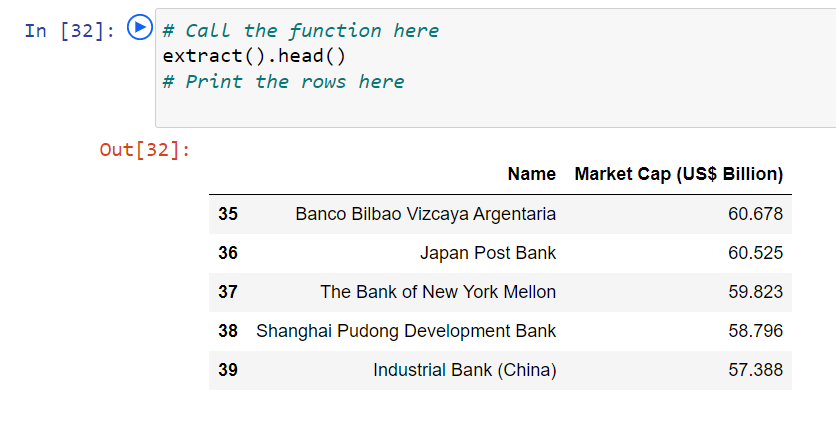 In [32]: # Call the function here
extract().head()
# Print the rows here
Out[32]:
Name Market Cap (US$ Billion)
35 Banco Bilbao Vizcaya Argentaria 60.678
36 Japan Post Bank 60.525
37 The Bank of New York Mellon 59.823
38 Shanghai Pudong Development Bank 58.796
39 Industrial Bank (China) 57.388